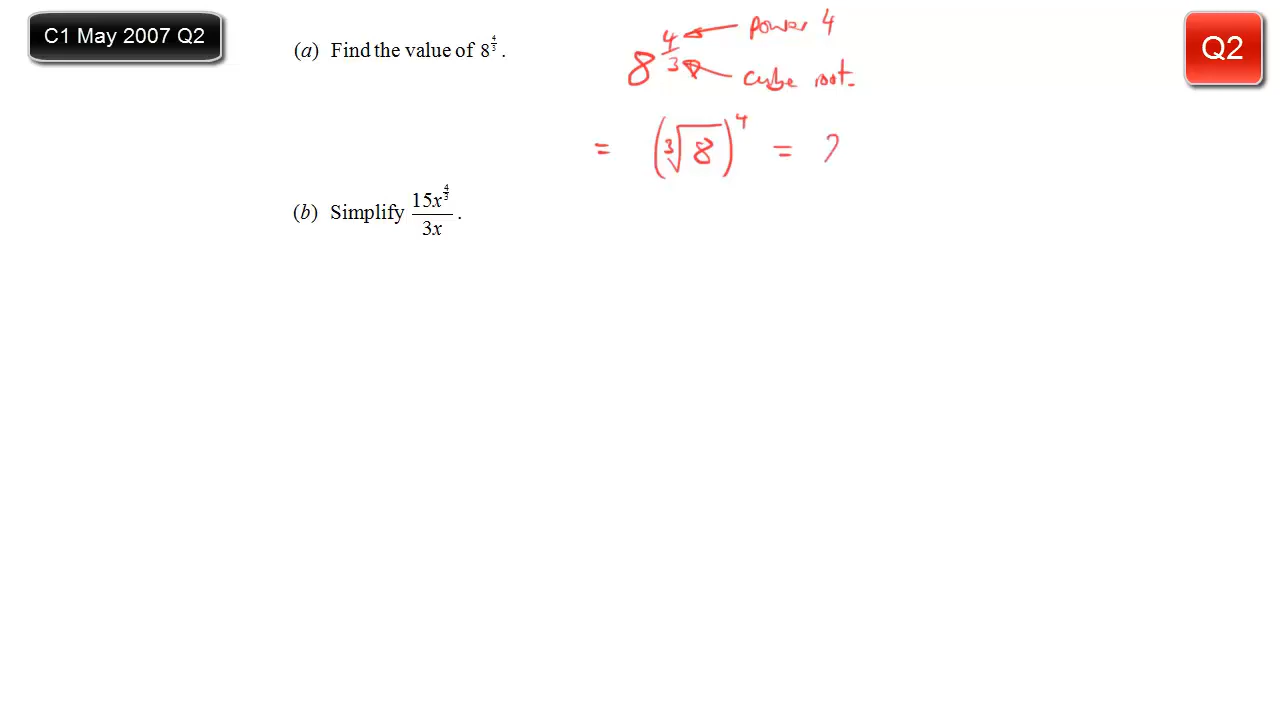 C1 May 2007 Q2
Q2
(a) Find the value of 8^(4/3).
8^(4/3)
power 4
cube root.
= (∛8)^4 = 2
(b) Simplify 15x^(4/3) / 3x.